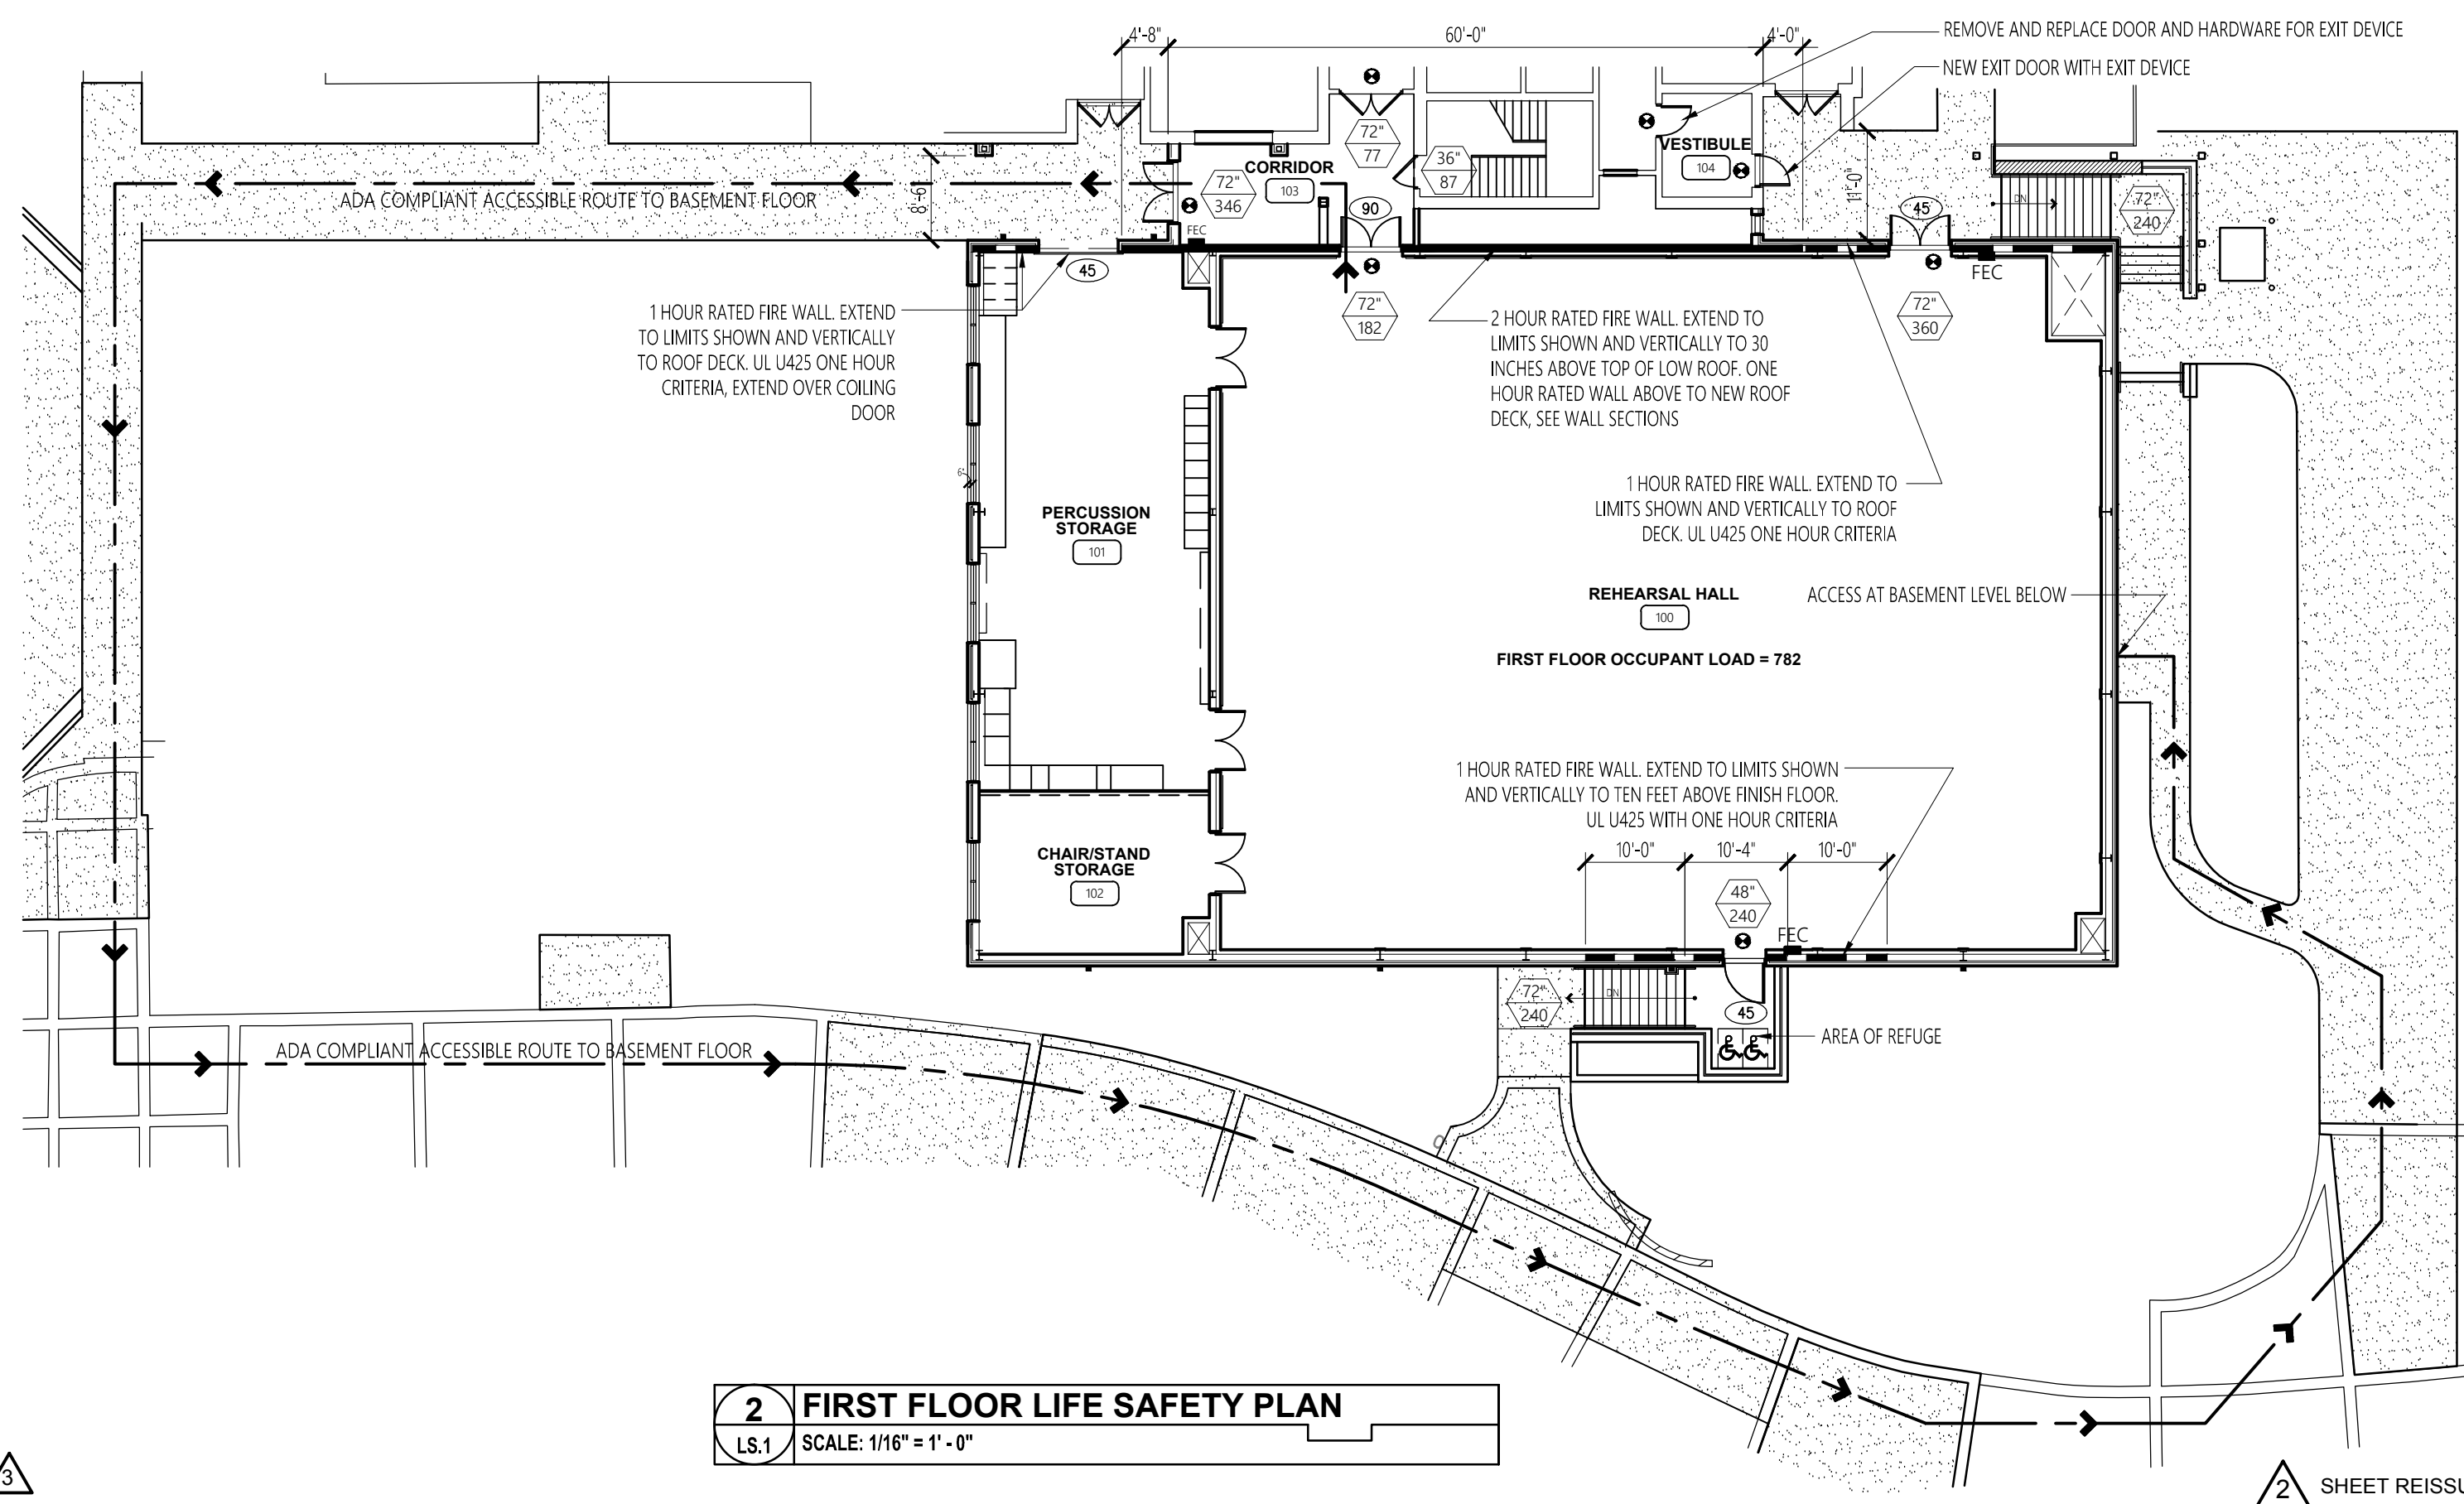 4'-8"
60'-0"
4'-0"
REMOVE AND REPLACE DOOR AND HARDWARE FOR EXIT DEVICE
NEW EXIT DOOR WITH EXIT DEVICE
72"
77
36"
87
VESTIBULE
104
CORRIDOR
103
72"
346
8'-6"
11'-0"
ADA COMPLIANT ACCESSIBLE ROUTE TO BASEMENT FLOOR
90
45
DN
72"
240
FEC
45
FEC
72"
182
72"
360
1 HOUR RATED FIRE WALL. EXTEND
TO LIMITS SHOWN AND VERTICALLY
TO ROOF DECK. UL U425 ONE HOUR
CRITERIA, EXTEND OVER COILING
DOOR
2 HOUR RATED FIRE WALL. EXTEND TO
LIMITS SHOWN AND VERTICALLY TO 30
INCHES ABOVE TOP OF LOW ROOF. ONE
HOUR RATED WALL ABOVE TO NEW ROOF
DECK, SEE WALL SECTIONS
6"
1 HOUR RATED FIRE WALL. EXTEND TO
LIMITS SHOWN AND VERTICALLY TO ROOF
DECK. UL U425 ONE HOUR CRITERIA
PERCUSSION
STORAGE
101
REHEARSAL HALL
100
ACCESS AT BASEMENT LEVEL BELOW
FIRST FLOOR OCCUPANT LOAD = 782
1 HOUR RATED FIRE WALL. EXTEND TO LIMITS SHOWN
AND VERTICALLY TO TEN FEET ABOVE FINISH FLOOR.
UL U425 WITH ONE HOUR CRITERIA
10'-0"
10'-4"
10'-0"
CHAIR/STAND
STORAGE
102
48"
240
FEC
72"
240
DN
45
AREA OF REFUGE
ADA COMPLIANT ACCESSIBLE ROUTE TO BASEMENT FLOOR
2
LS.1
FIRST FLOOR LIFE SAFETY PLAN
SCALE: 1/16" = 1' - 0"
3
2
SHEET REISSU